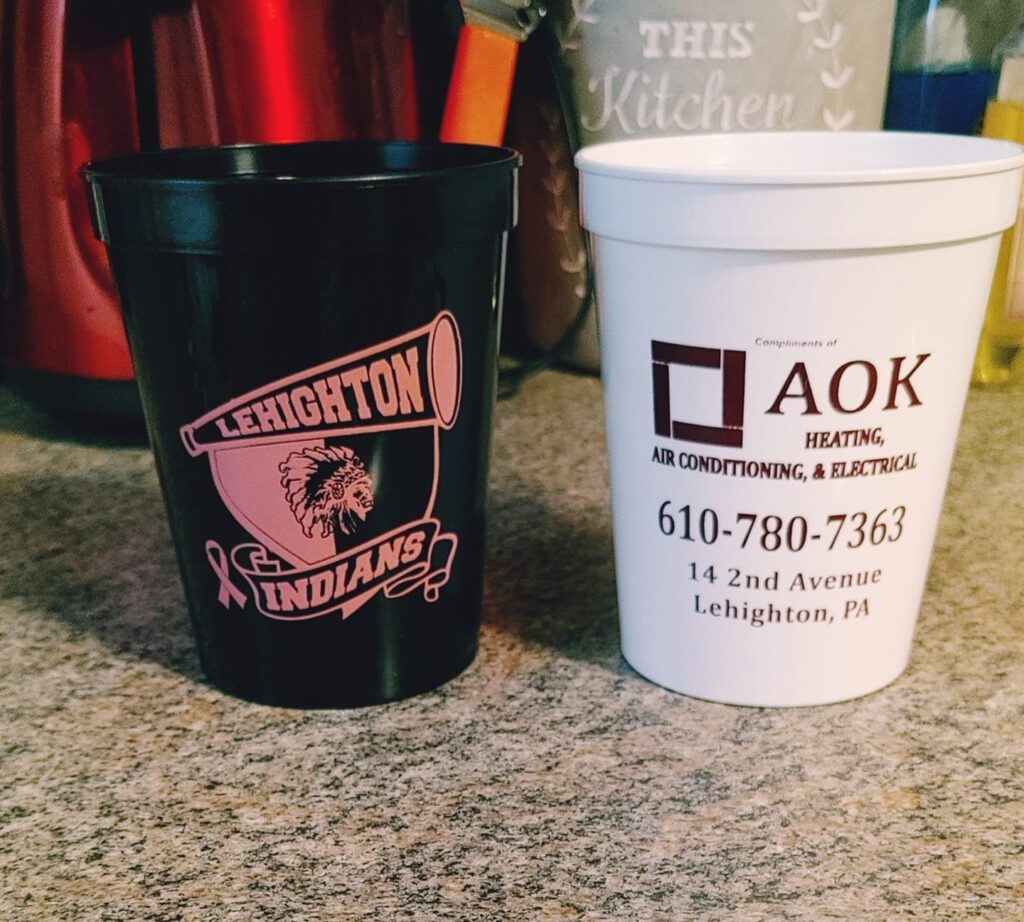 THIS
Kitchen
LEHIGHTON
INDIANS
Compliments of
AOK
HEATING,
AIR CONDITIONING, & ELECTRICAL
610-780-7363
14 2nd Avenue
Lehighton, PA